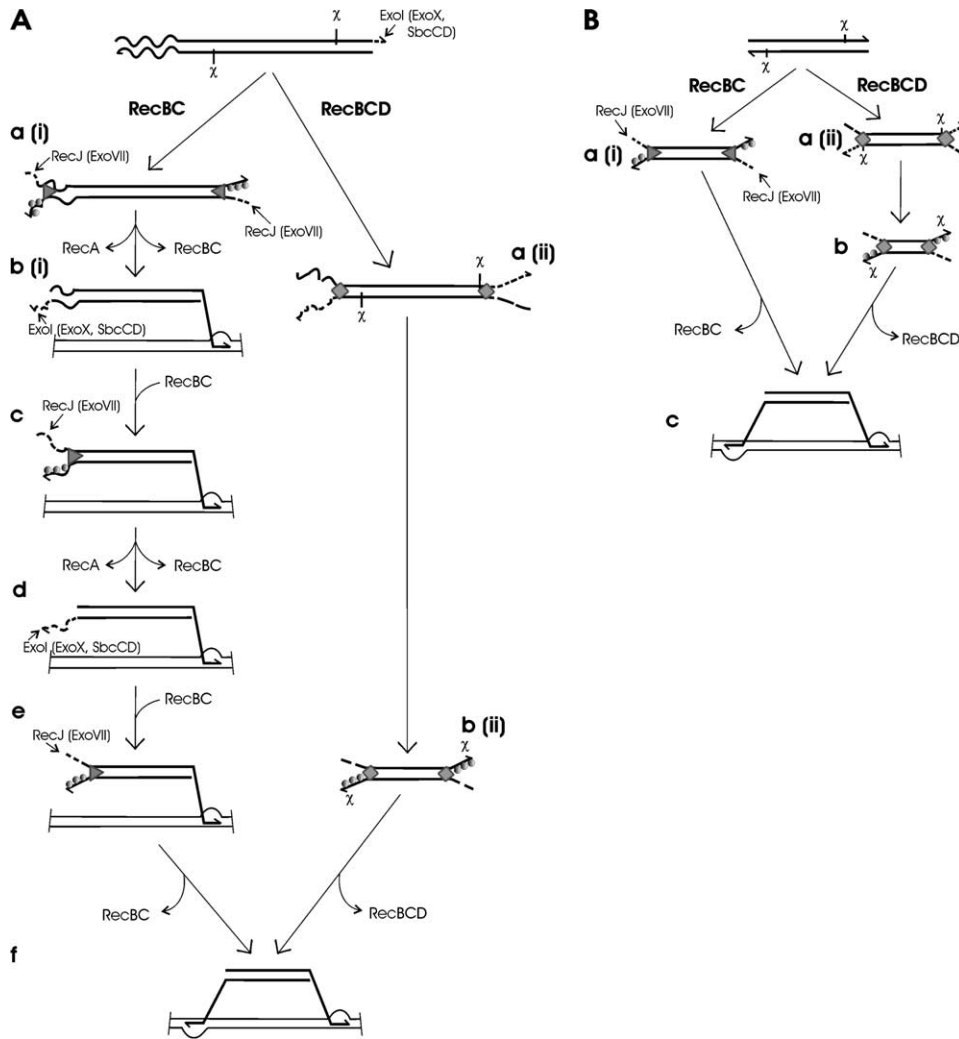 A
ExoI (ExoX,
SbcCD)
χ
χ
RecBC
RecBCD
a (i)
RecJ (ExoVII)
RecJ (ExoVII)
RecA
RecBC
a (ii)
χ
χ
b (i)
ExoI (ExoX, SbcCD)
RecBC
c
RecJ (ExoVII)
RecA
RecBC
d
ExoI (ExoX, SbcCD)
RecBC
e
RecJ (ExoVII)
b (ii)
χ
χ
RecBC
RecBCD
f
B
χ
χ
RecBC
RecBCD
RecJ (ExoVII)
a (i)
RecJ (ExoVII)
a (ii)
χ
χ
b
χ
χ
RecBC
RecBCD
c